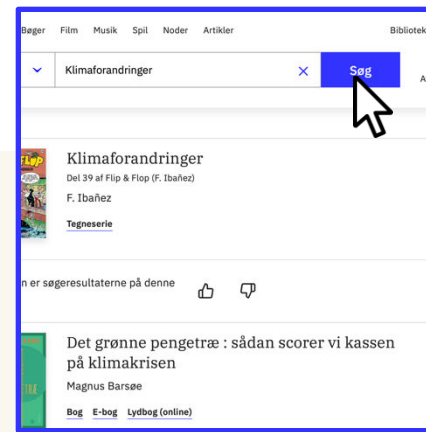 Bøger Film Musik Spil Noder Artikler Bibliotek
Klimaforandringer Søg
A
FLOP
Klimaforandringer
Del 39 af Flip & Flop (F. Ibañez)
F. Ibañez
Tegneserie
n er søgeresultaterne på denne
Det grønne pengetræ : sådan scorer vi kassen
på klimakrisen
Magnus Barsøe
Bog E-bog Lydbog (online)